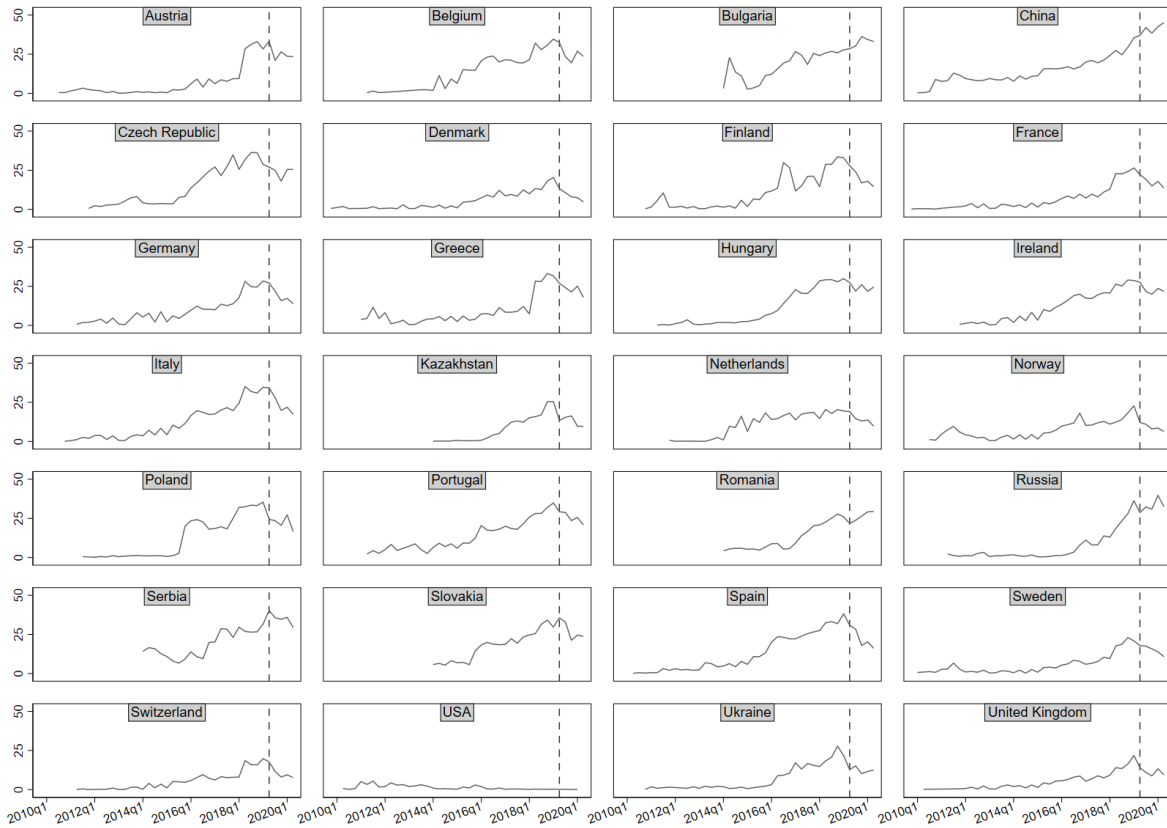 Austria Belgium Bulgaria China
0 25 50
Czech Republic Denmark Finland France
0 25 50
Germany Greece Hungary Ireland
0 25 50
Italy Kazakhstan Netherlands Norway
0 25 50
Poland Portugal Romania Russia
0 25 50
Serbia Slovakia Spain Sweden
0 25 50
Switzerland USA Ukraine United Kingdom
0 25 50
2010q1 2012q1 2014q1 2016q1 2018q1 2020q1 2010q1 2012q1 2014q1 2016q1 2018q1 2020q1 2010q1 2012q1 2014q1 2016q1 2018q1 2020q1 2010q1 2012q1 2014q1 2016q1 2018q1 2020q1